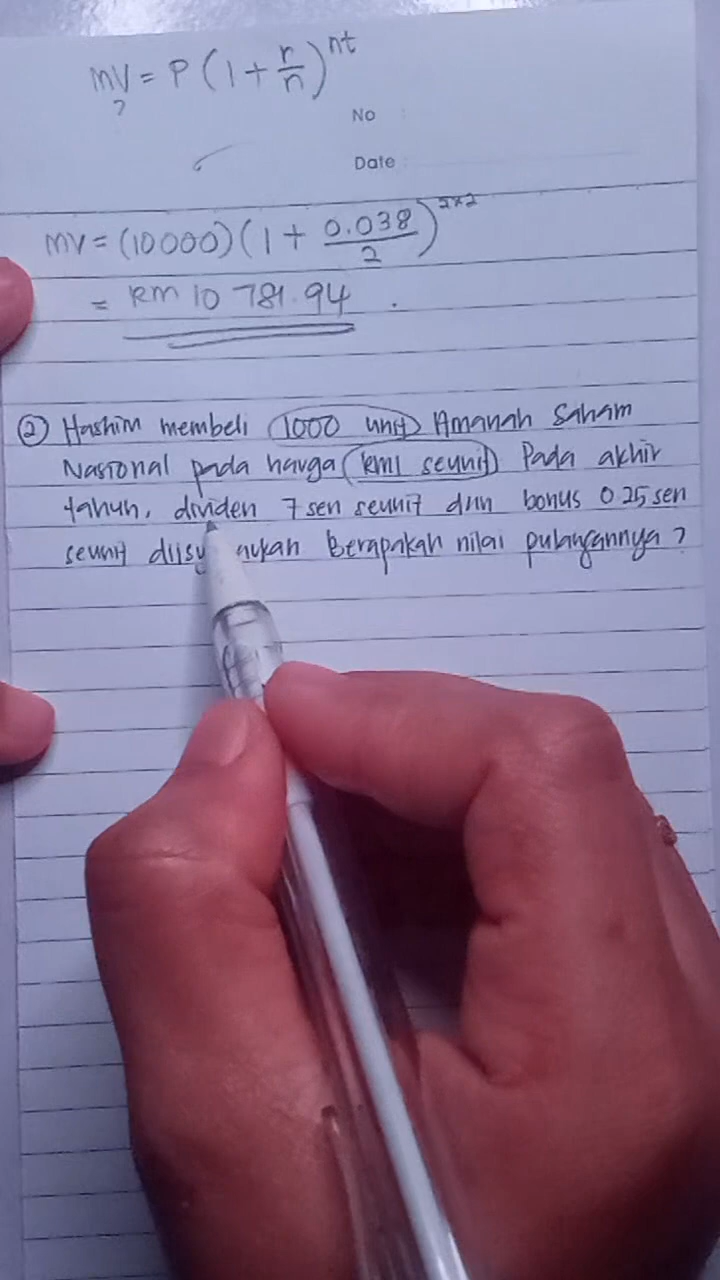 MV = P (1 + r/n)^nt
?
No
Date
MV = (10000)(1 + 0.038/2)^2×2
= RM 10 781.94.
② Hashim membeli 1000 unit Amanah Saham
Nasional pada harga RM1 seunit Pada akhir
tahun, dividen 7 sen seunit dan bonus 0.25 sen
seunit Berapakah nilai pulangannya?